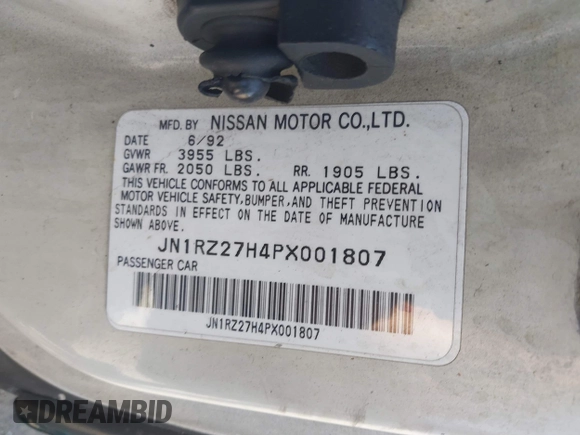 MFD. BY NISSAN MOTOR CO.,LTD.
DATE 6/92
GVWR 3955 LBS.
GAWR FR. 2050 LBS. RR. 1905 LBS.
THIS VEHICLE CONFORMS TO ALL APPLICABLE FEDERAL
MOTOR VEHICLE SAFETY, BUMPER, AND THEFT PREVENTION
STANDARDS IN EFFECT ON THE DATE OF MANUFACTURE
SHOWN ABOVE.
JN1RZ27H4PX001807
PASSENGER CAR
JN1RZ27H4PX001807
DREAMBID